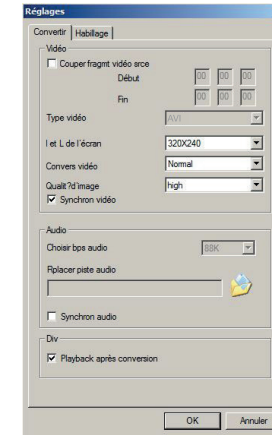 Réglages
Convertir Habillage
Vidéo
Couper fragmt vidéo srce
Début 00 00 00
Fin 00 00 00
Type vidéo AVI
l et L de l'écran 320X240
Convers vidéo Normal
Qualit?d'image high
Synchron vidéo
Audio
Choisir bps audio 88K
Rplacer piste audio
Synchron audio
Div
Playback après conversion
OK Annuler